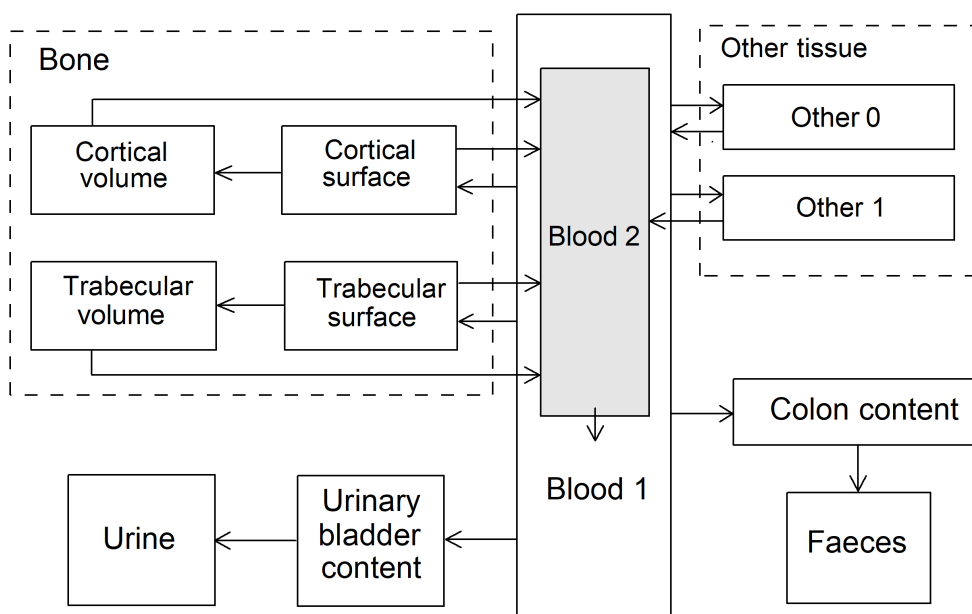 Bone
Other tissue
Cortical
volume
Cortical
surface
Other 0
Other 1
Blood 2
Trabecular
volume
Trabecular
surface
Colon content
Blood 1
Urine
Urinary
bladder
content
Faeces